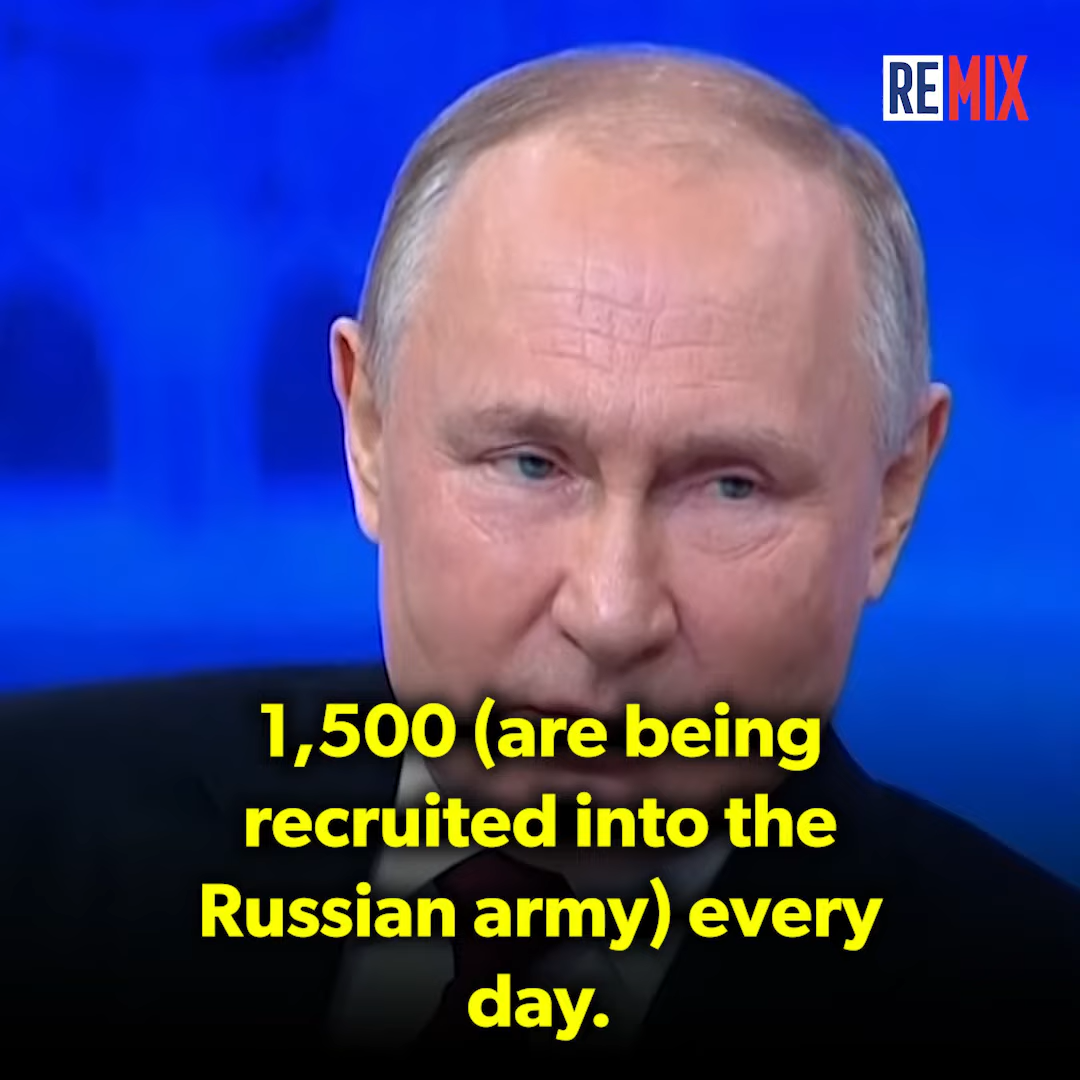 REMIX
1,500 (are being
recruited into the
Russian army) every
day.